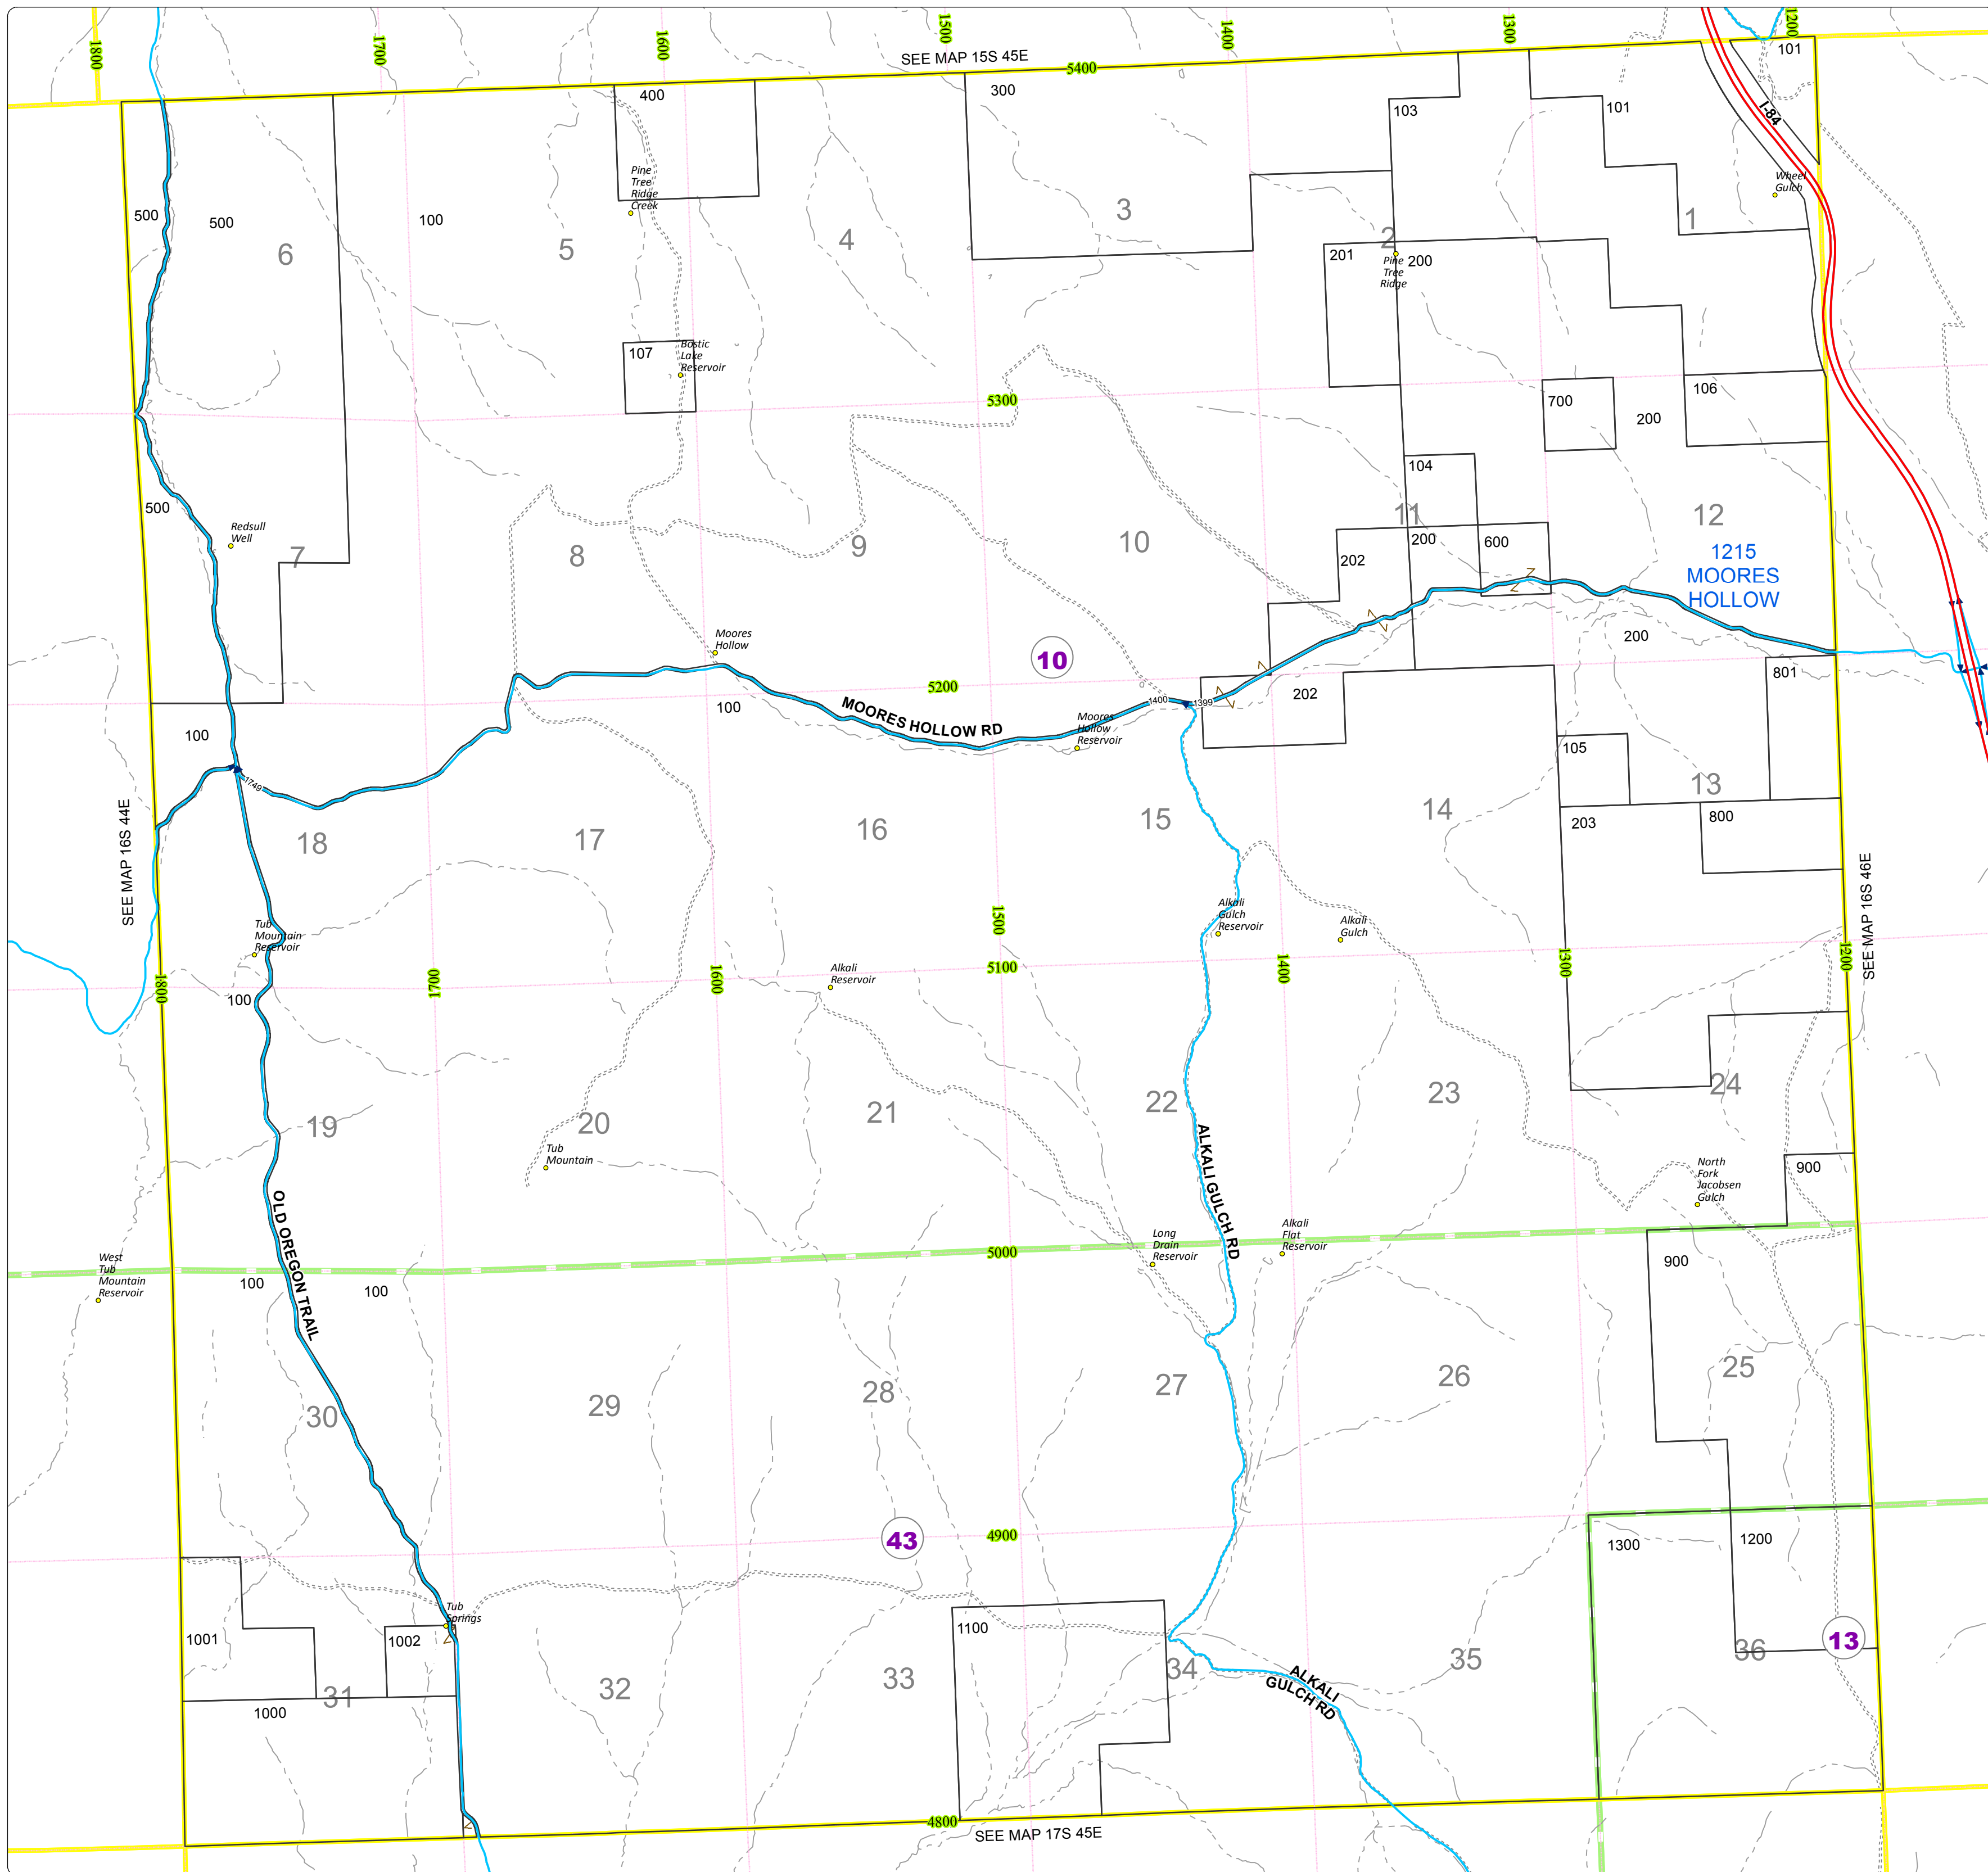 1800
1700
1600
1500
1400
1300
1200
SEE MAP 15S 45E
5400
101
400
300
103
101
I-84
Pine
Tree
Ridge
Creek
Wheel
Gulch
500
500
100
6
5
4
3
2
1
201
200
Pine
Tree
Ridge
107
Bostic
Lake
Reservoir
5300
700
200
106
104
500
Redsull
Well
7
8
9
10
11
12
200
600
202
1215
MOORES
HOLLOW
Moores
Hollow
10
200
801
5200
202
100
MOORES HOLLOW RD
1400
1399
Moores
Hollow
Reservoir
100
105
1749
13
SEE MAP 16S 44E
18
17
16
15
14
203
800
SEE MAP 16S 46E
Tub
Mountain
Reservoir
Alkali
Gulch
Reservoir
Alkali
Gulch
1800
1700
1600
1500
1400
1300
1200
100
Alkali
Reservoir
5100
19
20
21
22
23
24
Tub
Mountain
ALKALI GULCH RD
North
Fork
Jacobsen
Gulch
900
OLD OREGON TRAIL
West
Tub
Mountain
Reservoir
5000
Long
Drain
Reservoir
Alkali
Flat
Reservoir
900
100
100
30
29
28
27
26
25
43
4900
1300
1200
Tub
Springs
1001
1002
1100
13
31
32
33
34
35
36
1000
ALKALI
GULCH RD
4800
SEE MAP 17S 45E